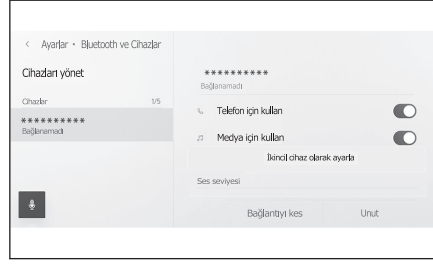 < Ayarlar • Bluetooth ve Cihazlar
Cihazları yönet
Cihazlar 1/5
**********
Bağlanamadı
**********
Bağlanamadı
Telefon için kullan
Medya için kullan
İkincil cihaz olarak ayarla
Ses seviyesi
Bağlantıyı kes Unut